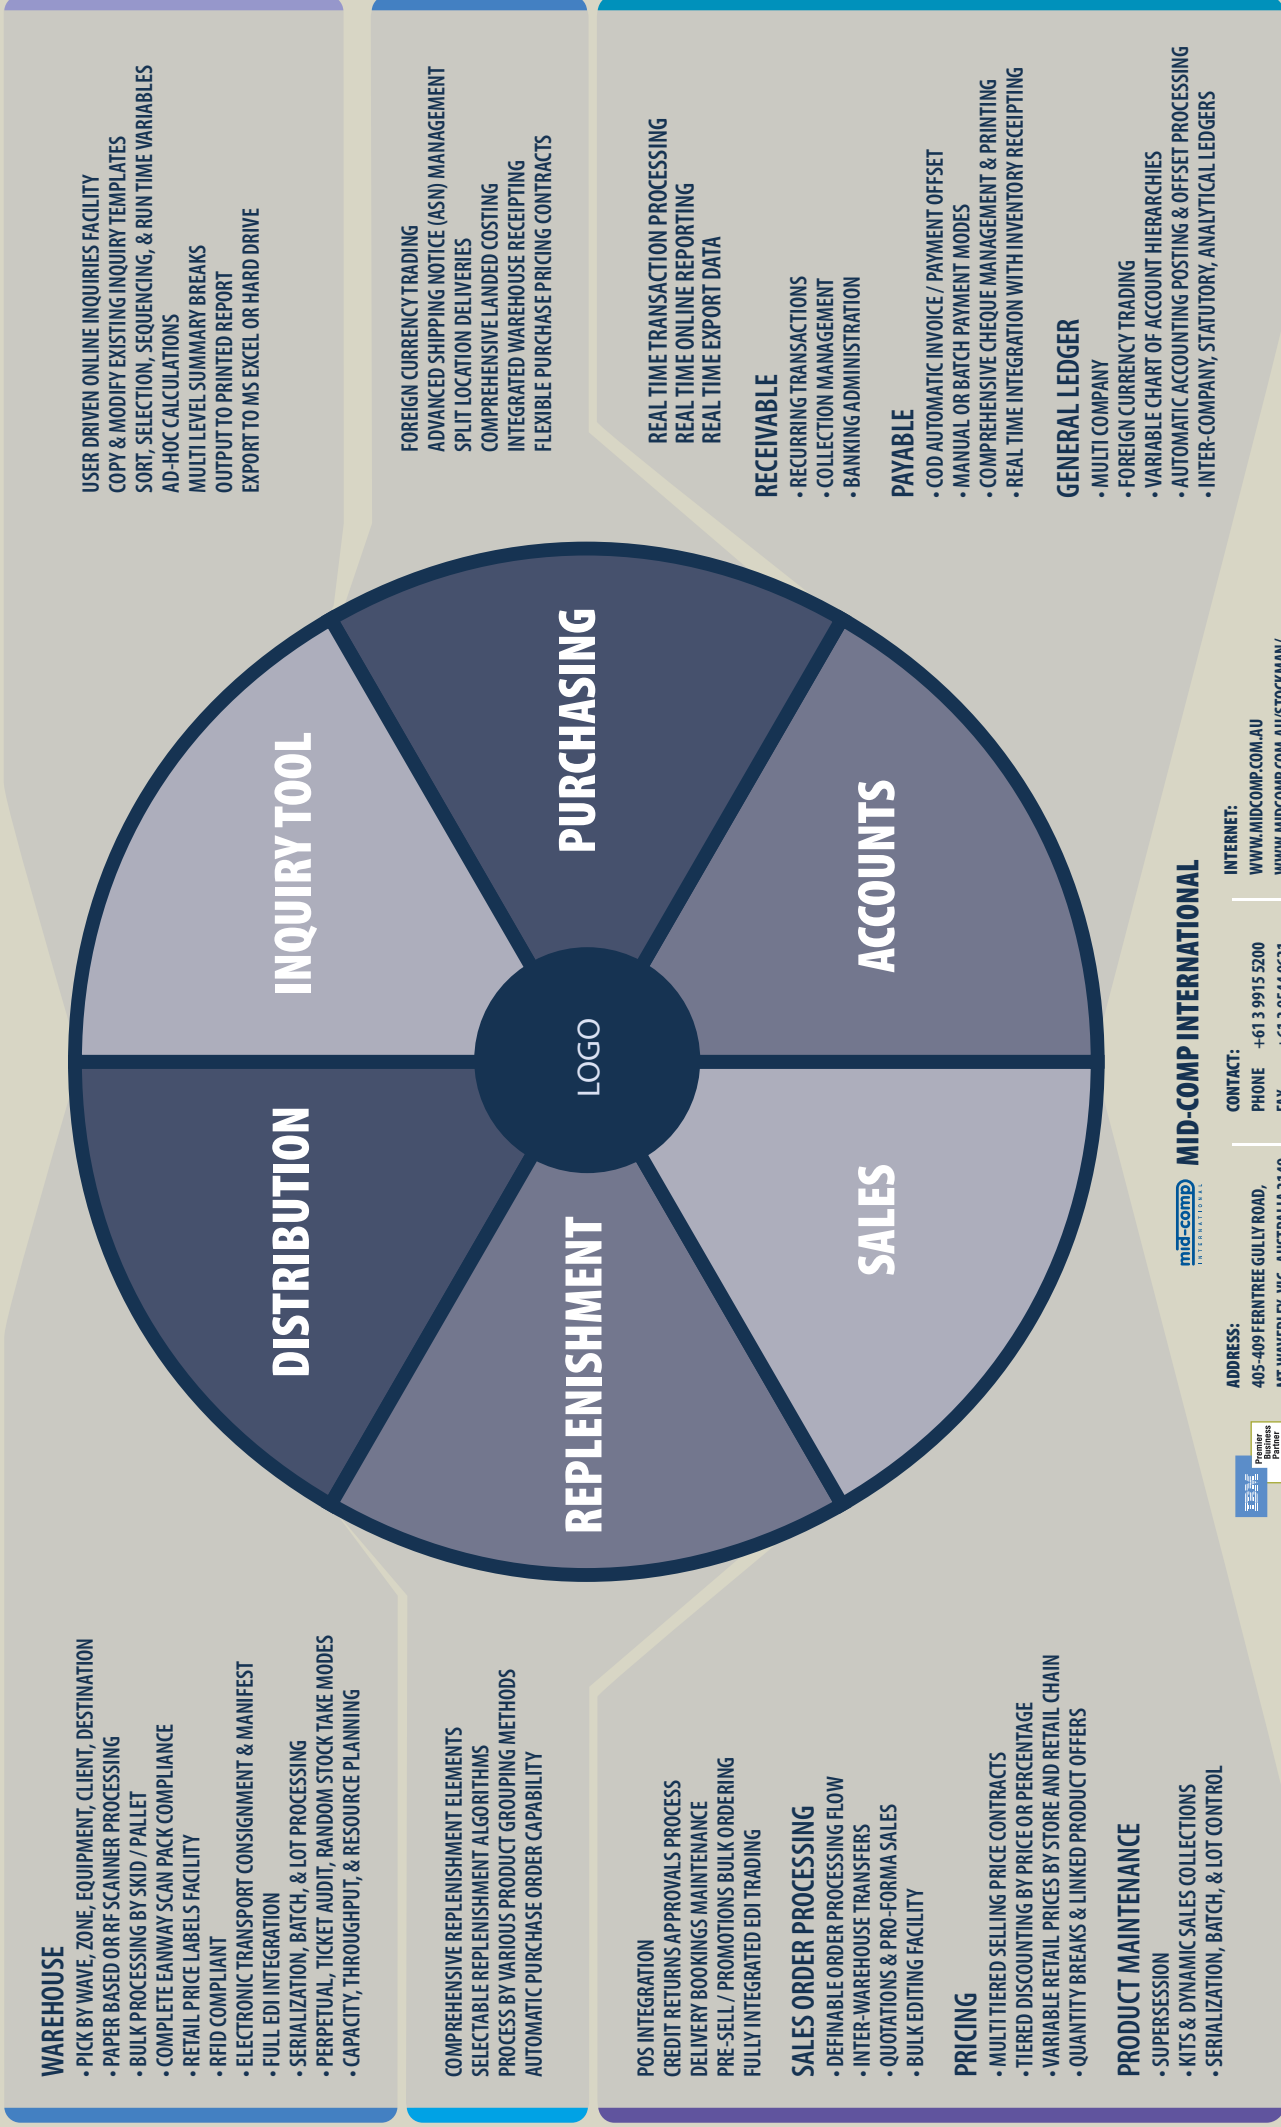 WAREHOUSE
• PICK BY WAVE, ZONE, EQUIPMENT, CLIENT, DESTINATION
• PAPER BASED OR RF SCANNER PROCESSING
• BULK PROCESSING BY SKID / PALLET
• COMPLETE EANWAY SCAN PACK COMPLIANCE
• RETAIL PRICE LABELS FACILITY
• RFID COMPLIANT
• ELECTRONIC TRANSPORT CONSIGNMENT & MANIFEST
• FULL EDI INTEGRATION
• SERIALIZATION, BATCH, & LOT PROCESSING
• PERPETUAL, TICKET AUDIT, RANDOM STOCK TAKE MODES
• CAPACITY, THROUGHPUT, & RESOURCE PLANNING
COMPREHENSIVE REPLENISHMENT ELEMENTS
SELECTABLE REPLENISHMENT ALGORITHMS
PROCESS BY VARIOUS PRODUCT GROUPING METHODS
AUTOMATIC PURCHASE ORDER CAPABILITY
POS INTEGRATION
CREDIT RETURNS APPROVALS PROCESS
DELIVERY BOOKINGS MAINTENANCE
PRE-SELL / PROMOTIONS BULK ORDERING
FULLY INTEGRATED EDI TRADING
SALES ORDER PROCESSING
• DEFINABLE ORDER PROCESSING FLOW
• INTER-WAREHOUSE TRANSFERS
• QUOTATIONS & PRO-FORMA SALES
• BULK EDITING FACILITY
PRICING
• MULTI TIERED SELLING PRICE CONTRACTS
• TIERED DISCOUNTING BY PRICE OR PERCENTAGE
• VARIABLE RETAIL PRICES BY STORE AND RETAIL CHAIN
• QUANTITY BREAKS & LINKED PRODUCT OFFERS
PRODUCT MAINTENANCE
• SUPERSESSION
• KITS & DYNAMIC SALES COLLECTIONS
• SERIALIZATION, BATCH, & LOT CONTROL
DISTRIBUTION
INQUIRY TOOL
REPLENISHMENT
LOGO
PURCHASING
SALES
ACCOUNTS
USER DRIVEN ONLINE INQUIRIES FACILITY
COPY & MODIFY EXISTING INQUIRY TEMPLATES
SORT, SELECTION, SEQUENCING, & RUN TIME VARIABLES
AD-HOC CALCULATIONS
MULTI LEVEL SUMMARY BREAKS
OUTPUT TO PRINTED REPORT
EXPORT TO MS EXCEL OR HARD DRIVE
FOREIGN CURRENCY TRADING
ADVANCED SHIPPING NOTICE (ASN) MANAGEMENT
SPLIT LOCATION DELIVERIES
COMPREHENSIVE LANDED COSTING
INTEGRATED WAREHOUSE RECEIPTING
FLEXIBLE PURCHASE PRICING CONTRACTS
REAL TIME TRANSACTION PROCESSING
REAL TIME ONLINE REPORTING
REAL TIME EXPORT DATA
RECEIVABLE
• RECURRING TRANSACTIONS
• COLLECTION MANAGEMENT
• BANKING ADMINISTRATION
PAYABLE
• COD AUTOMATIC INVOICE / PAYMENT OFFSET
• MANUAL OR BATCH PAYMENT MODES
• COMPREHENSIVE CHEQUE MANAGEMENT & PRINTING
• REAL TIME INTEGRATION WITH INVENTORY RECEIPTING
GENERAL LEDGER
• MULTI COMPANY
• FOREIGN CURRENCY TRADING
• VARIABLE CHART OF ACCOUNT HIERARCHIES
• AUTOMATIC ACCOUNTING POSTING & OFFSET PROCESSING
• INTER-COMPANY, STATUTORY, ANALYTICAL LEDGERS
mid-comp
INTERNATIONAL
MID-COMP INTERNATIONAL
IBM
Premier
Business
Partner
ADDRESS:
405-409 FERNTREE GULLY ROAD,
CONTACT:
PHONE +61 3 9915 5200
FAX
INTERNET:
WWW.MIDCOMP.COM.AU
WWW.MIDCOMP.COM.AU/STOCKMAN/